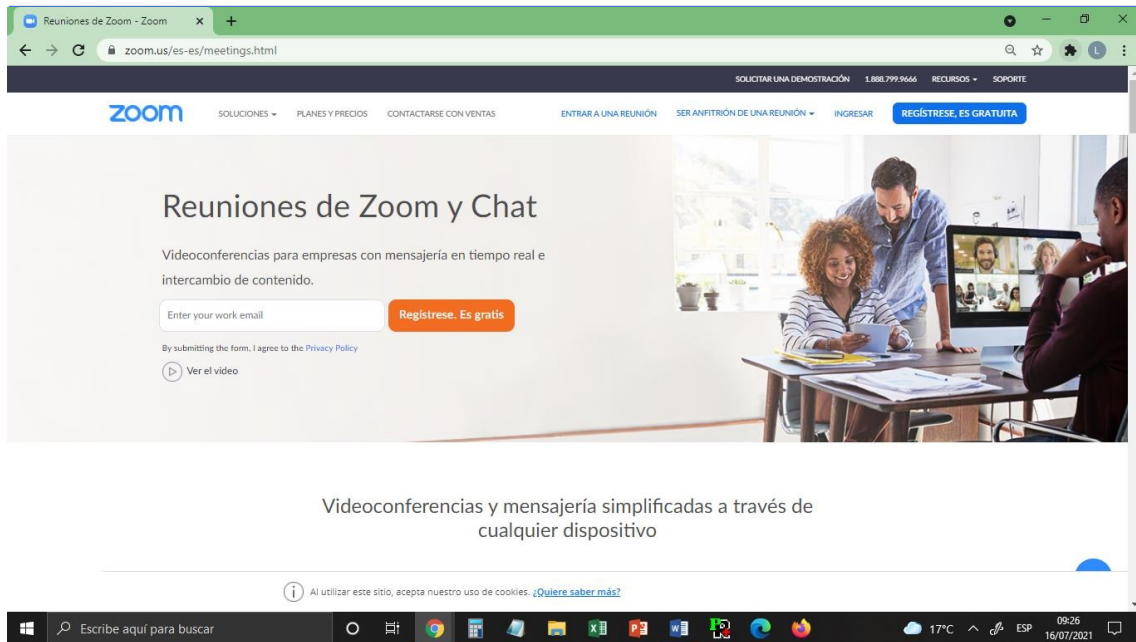 Reuniones de Zoom - Zoom
zoom.us/es-es/meetings.html
L
SOLICITAR UNA DEMOSTRACIÓN 1.888.799.9666 RECURSOS SOPORTE
zoom SOLUCIONES PLANES Y PRECIOS CONTACTARSE CON VENTAS ENTRAR A UNA REUNIÓN SER ANFITRIÓN DE UNA REUNIÓN INGRESAR REGÍSTRESE, ES GRATUITA
Reuniones de Zoom y Chat
Videoconferencias para empresas con mensajería en tiempo real e
intercambio de contenido.
Enter your work email Regístrese. Es gratis
By submitting the form, I agree to the Privacy Policy
Ver el video
Videoconferencias y mensajería simplificadas a través de
cualquier dispositivo
Al utilizar este sitio, acepta nuestro uso de cookies. ¿Quiere saber más?
Escribe aquí para buscar 17°C ESP 09:26
16/07/2021